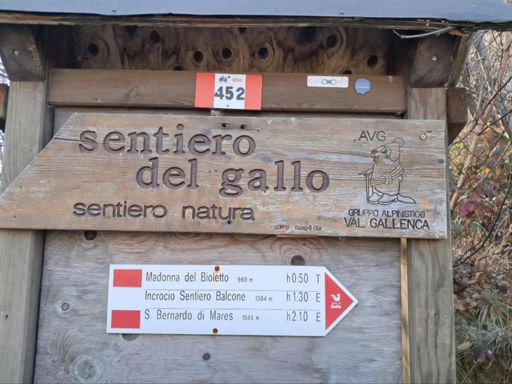 452
sentiero
del gallo
sentiero natura
AVG
GRUPPO ALPINISTICO
VAL GALLENCA
Madonna del Bioletto 980 m h0.50 T
Incrocio Sentiero Balcone 1384 m h1.30 E
S. Bernardo di Mares 1545 m h2.10 E